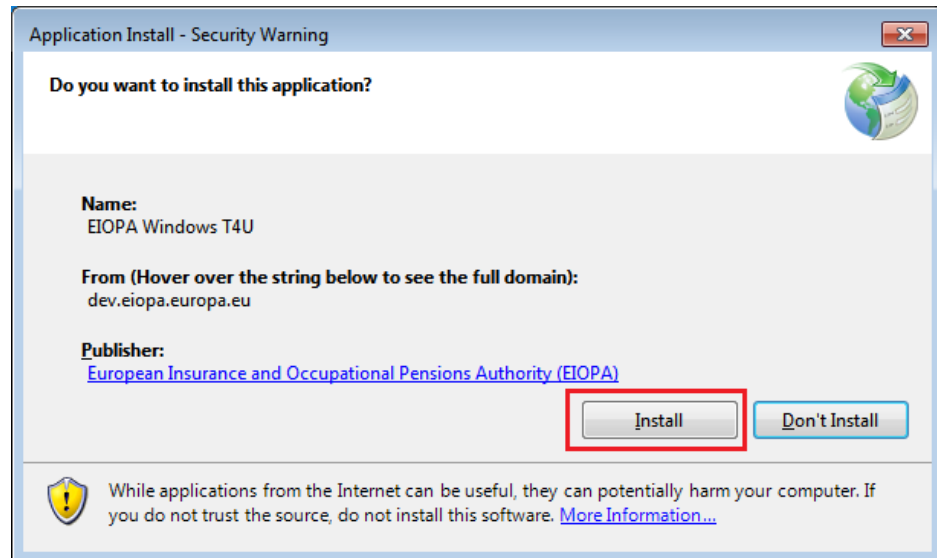 Application Install - Security Warning
Do you want to install this application?
Name:
EIOPA Windows T4U
From (Hover over the string below to see the full domain):
dev.eiopa.europa.eu
Publisher:
European Insurance and Occupational Pensions Authority (EIOPA)
Install
Don't Install
While applications from the Internet can be useful, they can potentially harm your computer. If
you do not trust the source, do not install this software. More Information...